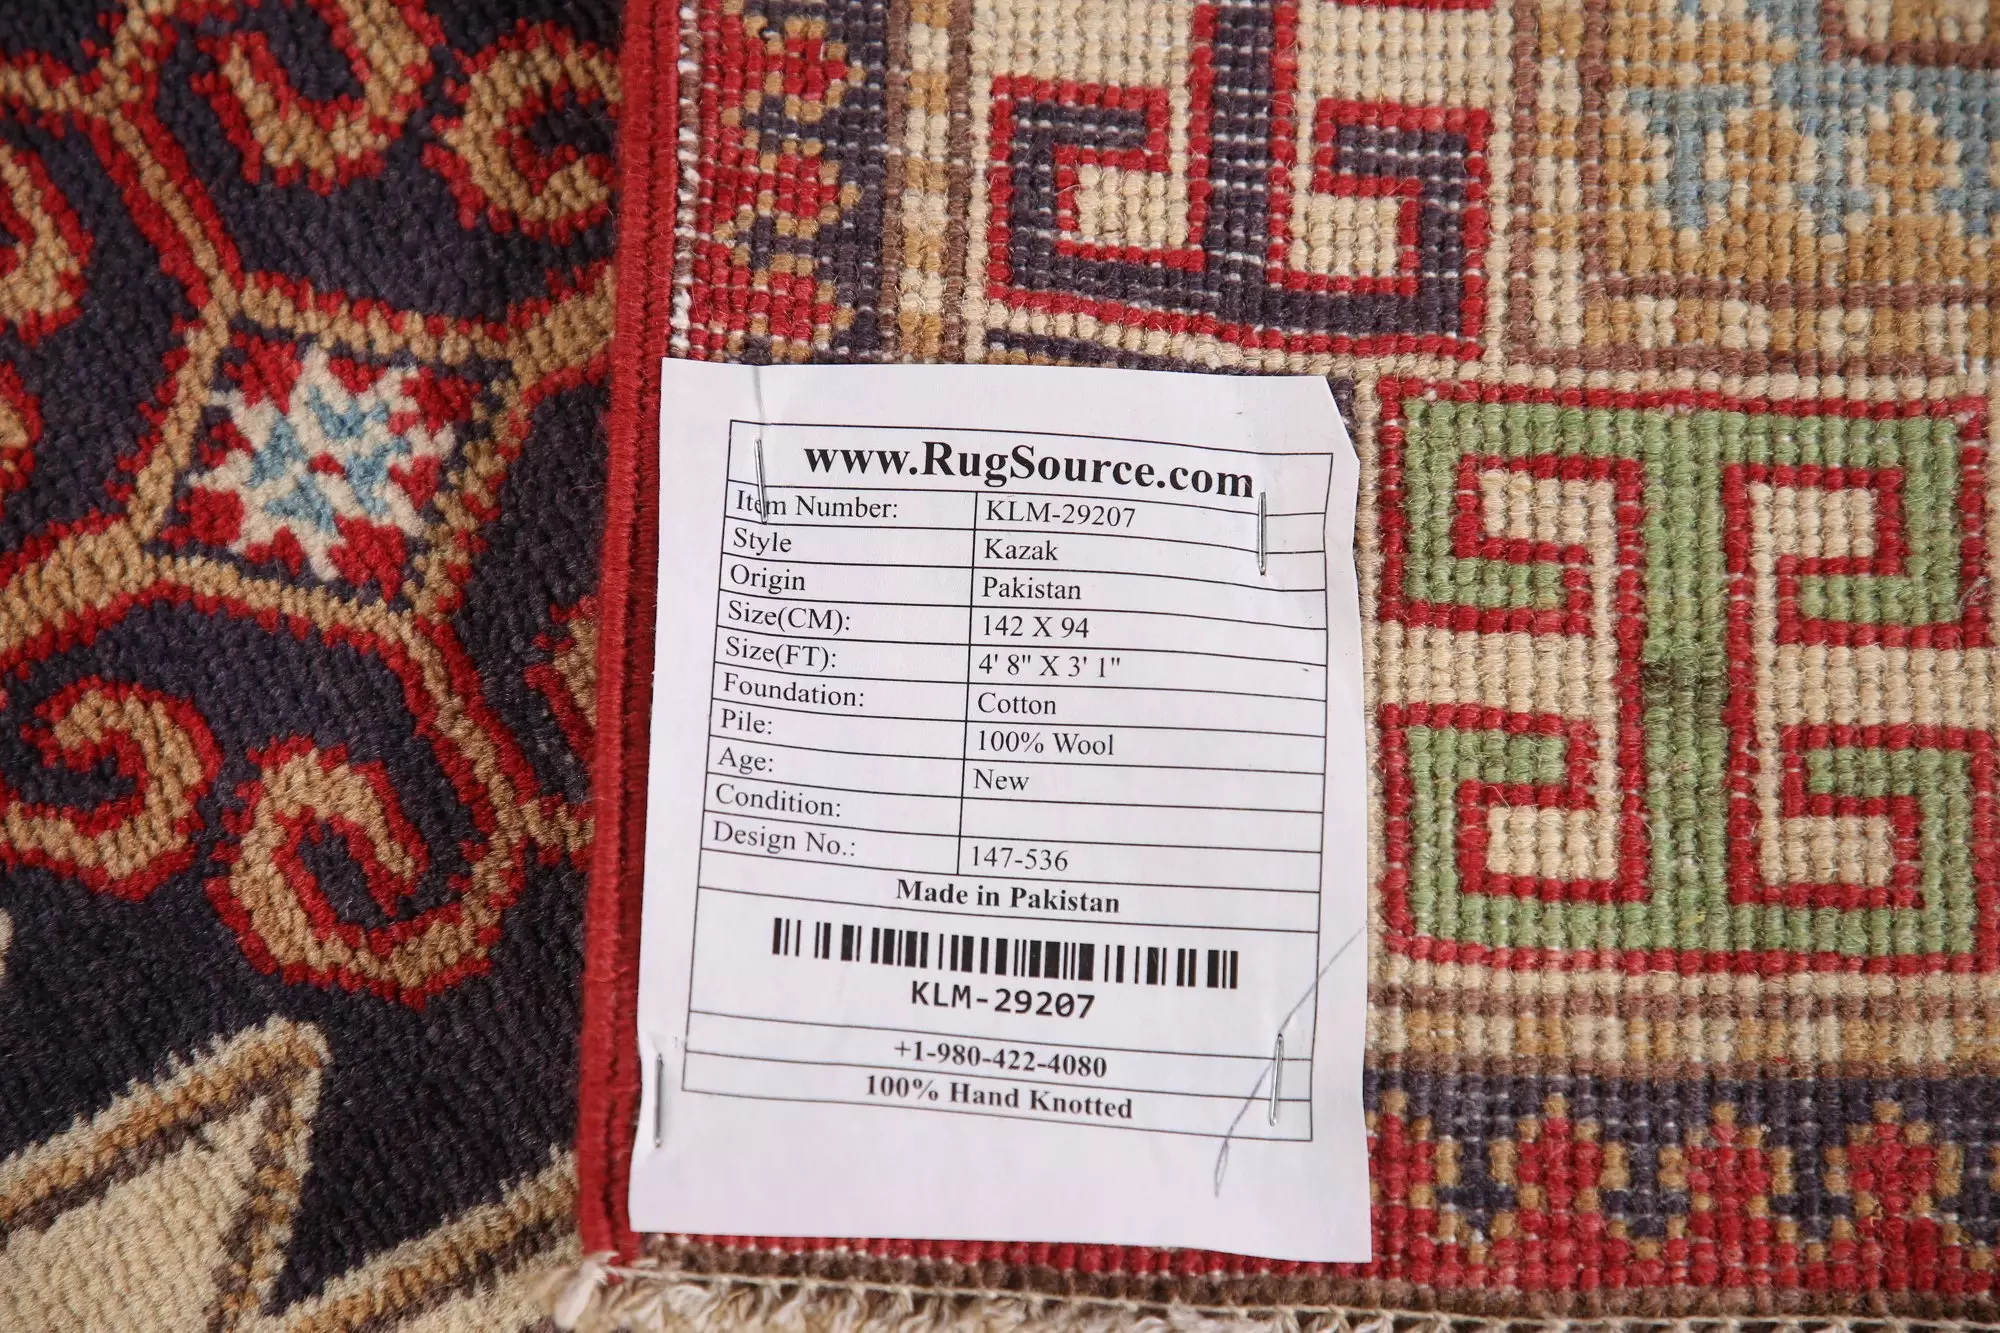 www.RugSource.com
Item Number: KLM-29207
Style Kazak
Origin Pakistan
Size(CM): 142 X 94
Size(FT): 4' 8" X 3' 1"
Foundation: Cotton
Pile: 100% Wool
Age: New
Condition:
Design No.: 147-536
Made in Pakistan
KLM-29207
+1-980-422-4080
100% Hand Knotted